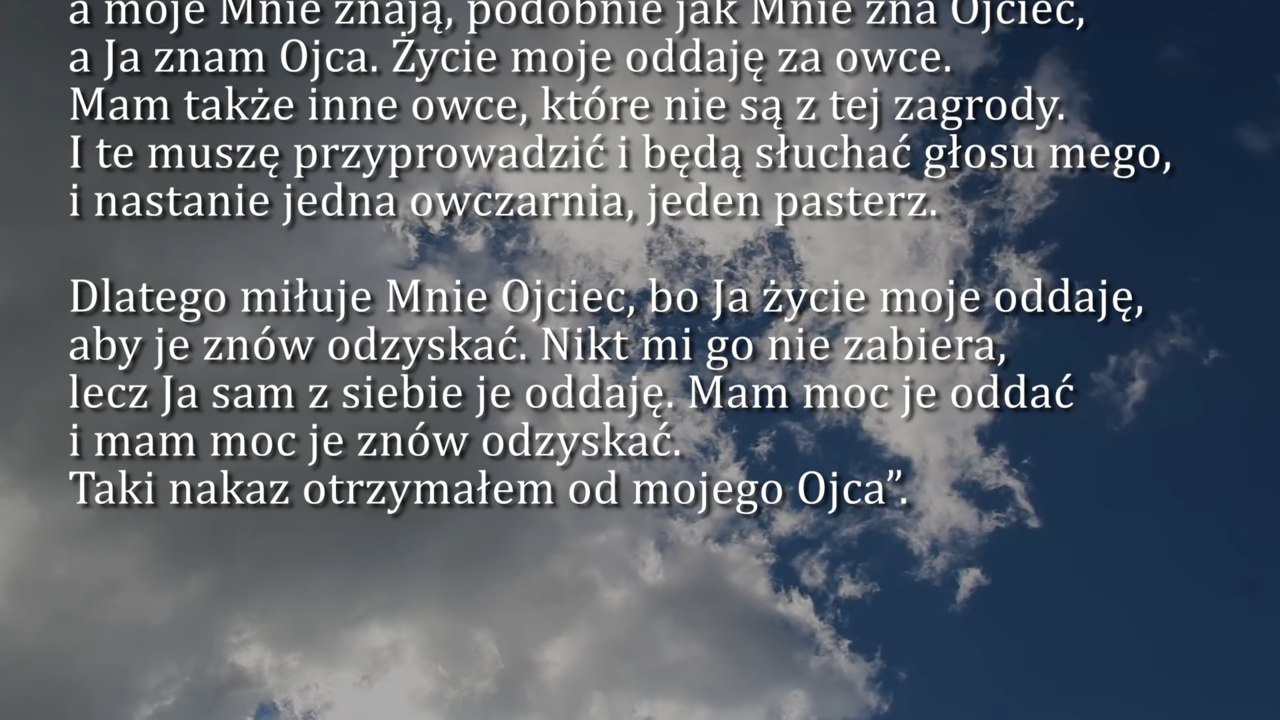 a moje Mnie znają, podobnie jak Mnie zna Ojciec,
a Ja znam Ojca. Życie moje oddaję za owce.
Mam także inne owce, które nie są z tej zagrody.
I te muszę przyprowadzić i będą słuchać głosu mego,
i nastanie jedna owczarnia, jeden pasterz.
Dlatego miłuje Mnie Ojciec, bo Ja życie moje oddaję,
aby je znów odzyskać. Nikt mi go nie zabiera,
lecz Ja sam z siebie je oddaję. Mam moc je oddać
i mam moc je znów odzyskać.
Taki nakaz otrzymałem od mojego Ojca”.